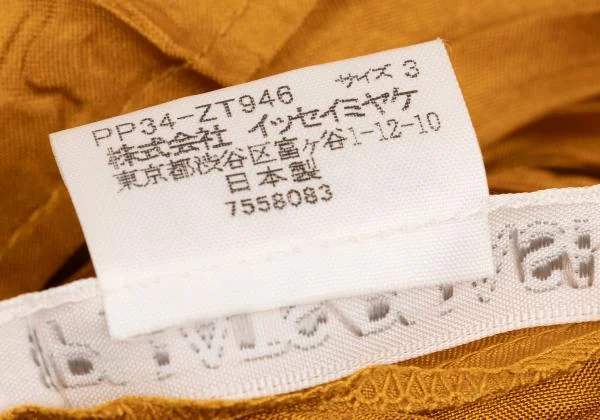 サイズ 3
PP34-ZT946
株式会社 イッセイミヤケ
東京都渋谷区富ヶ谷1-12-10
日本製
7558083